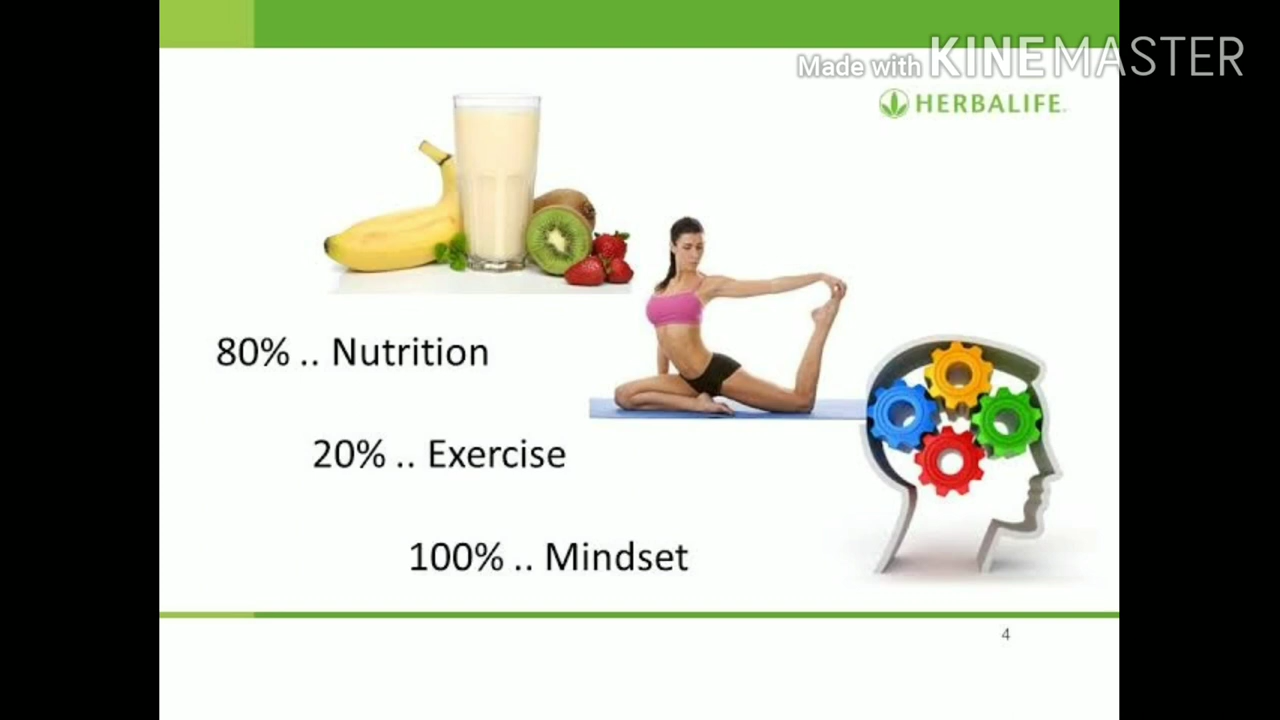 Made with KINEMASTER
HERBALIFE
80% .. Nutrition
20% .. Exercise
100% .. Mindset
4